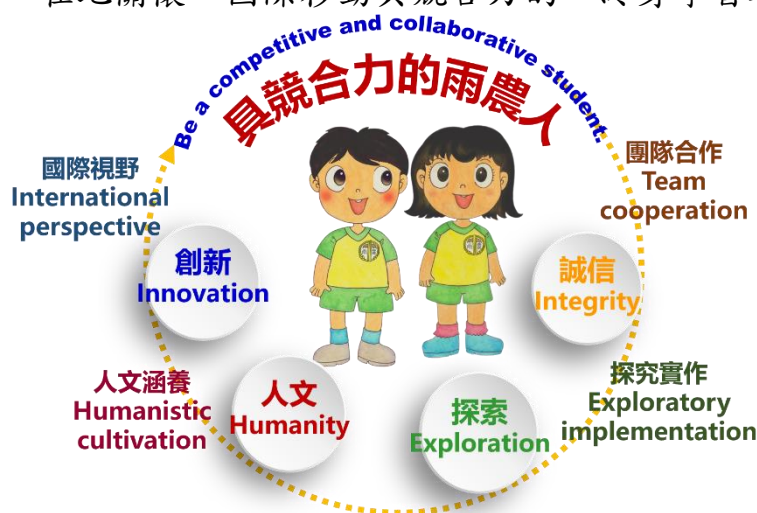 Be a competitive and collaborative student.
具競合力的雨農人
國際視野
International
perspective
團隊合作
Team
cooperation
創新
Innovation
誠信
Integrity
人文涵養
Humanistic
cultivation
人文
Humanity
探索
Exploration
探究實作
Exploratory
implementation